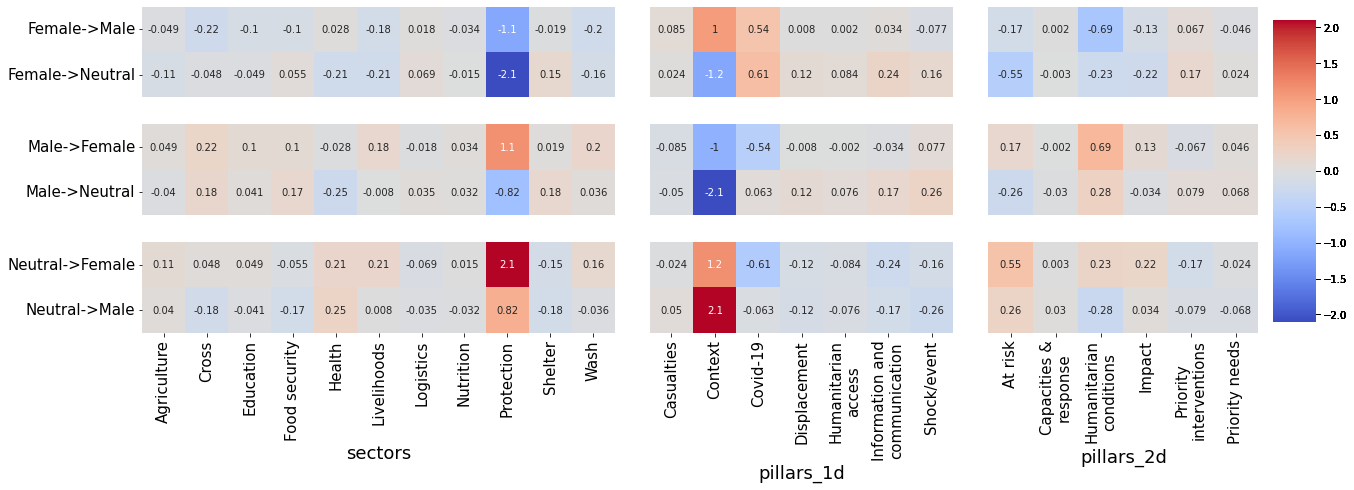 Female->Male -0.049 -0.22 -0.1 -0.1 0.028 -0.18 0.018 -0.034 -1.1 -0.019 -0.2 0.085 1 0.54 0.008 0.002 0.034 -0.077 -0.17 0.002 -0.69 -0.13 0.067 -0.046
Female->Neutral -0.11 -0.048 -0.049 0.055 -0.21 -0.21 0.069 -0.015 -2.1 0.15 -0.16 0.024 -1.2 0.61 0.12 0.084 0.24 0.16 -0.55 -0.003 -0.23 -0.22 0.17 0.024
Male->Female 0.049 0.22 0.1 0.1 -0.028 0.18 -0.018 0.034 1.1 0.019 0.2 -0.085 -1 -0.54 -0.008 -0.002 -0.034 0.077 0.17 -0.002 0.69 0.13 -0.067 0.046
Male->Neutral -0.04 0.18 0.041 0.17 -0.25 -0.008 0.035 0.032 -0.82 0.18 0.036 -0.05 -2.1 0.063 0.12 0.076 0.17 0.26 -0.26 -0.03 0.28 -0.034 0.079 0.068
Neutral->Female 0.11 0.048 0.049 -0.055 0.21 0.21 -0.069 0.015 2.1 -0.15 0.16 -0.024 1.2 -0.61 -0.12 -0.084 -0.24 -0.16 0.55 0.003 0.23 0.22 -0.17 -0.024
Neutral->Male 0.04 -0.18 -0.041 -0.17 0.25 0.008 -0.035 -0.032 0.82 -0.18 -0.036 0.05 2.1 -0.063 -0.12 -0.076 -0.17 -0.26 0.26 0.03 -0.28 0.034 -0.079 -0.068
Agriculture
Cross
Education
Food security
Health
Livelihoods
Logistics
Nutrition
Protection
Shelter
Wash
sectors
Casualties
Context
Covid-19
Displacement
Humanitarian
access
Information and
communication
Shock/event
pillars_1d
At risk
Capacities &
response
Humanitarian
conditions
Impact
Priority
interventions
Priority needs
pillars_2d
2.0
1.5
1.0
0.5
0.0
−0.5
−1.0
−1.5
−2.0